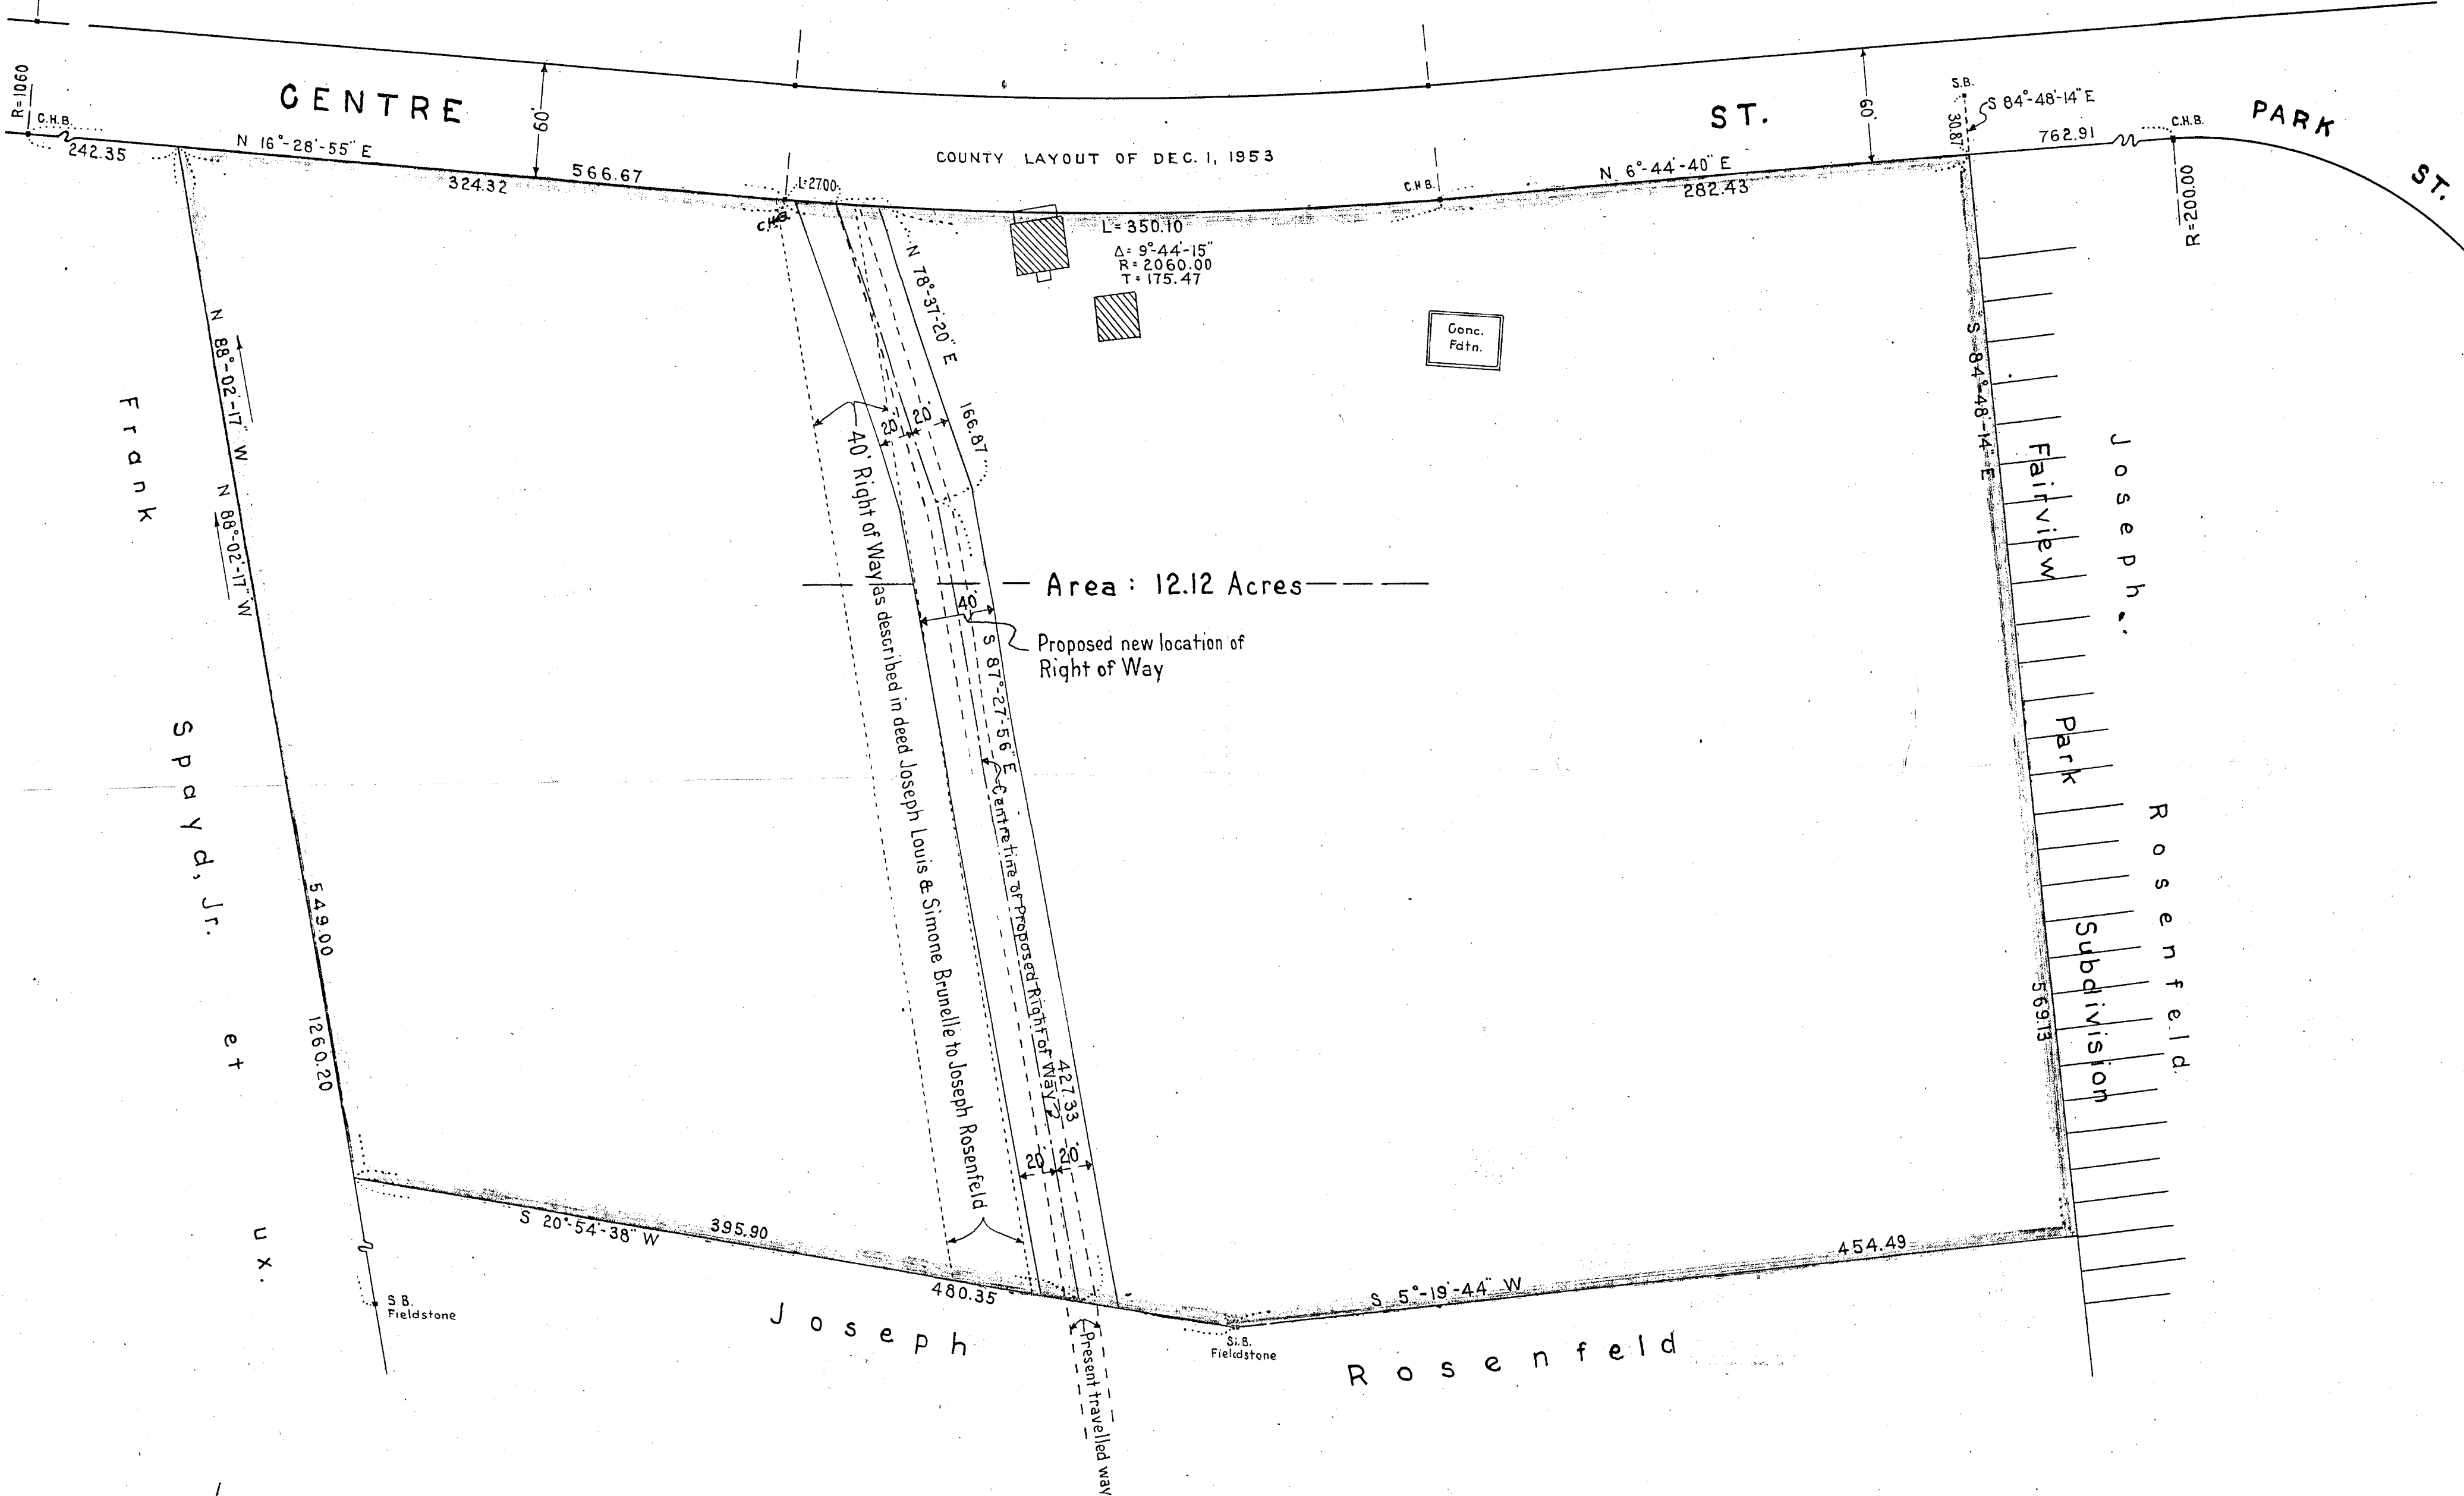 R=1060
C.H.B.
242.35
CENTRE ST.
N 16°-28'-55" E
324.32
566.67
60'
L=27.00
C.H.B.
COUNTY LAYOUT OF DEC. 1, 1953
C.H.B.
N 6°-44'-40" E
282.43
60'
S.B.
S 84°-48'-14" E
30.87
762.91
C.H.B.
R=200.00
PARK ST.
L=350.10
Δ=9°-44'-15"
R=2060.00
T=175.47
Conc.
Fdtn.
N 78°-37'-20" E
166.87
20'
20'
N 88°-02'-17" W
N 88°-02'-17" W
549.00
1260.20
Frank Spayd, Jr. et ux.
40' Right of Way as described in deed Joseph Louis & Simone Brunelle to Joseph Rosenfeld
Area : 12.12 Acres
40'
Proposed new location of
Right of Way
S 87°-27'-56" E
Centreline of Proposed Right of Way
427.33
20'
20'
S 84°-48'-14" E
569.13
Fairview Park Subdivision
Joseph Rosenfeld
S 20°-54'-38" W
395.90
480.35
S.B.
Fieldstone
S.B.
Fieldstone
S 5°-19'-44" W
454.49
Joseph Rosenfeld
Present travelled way